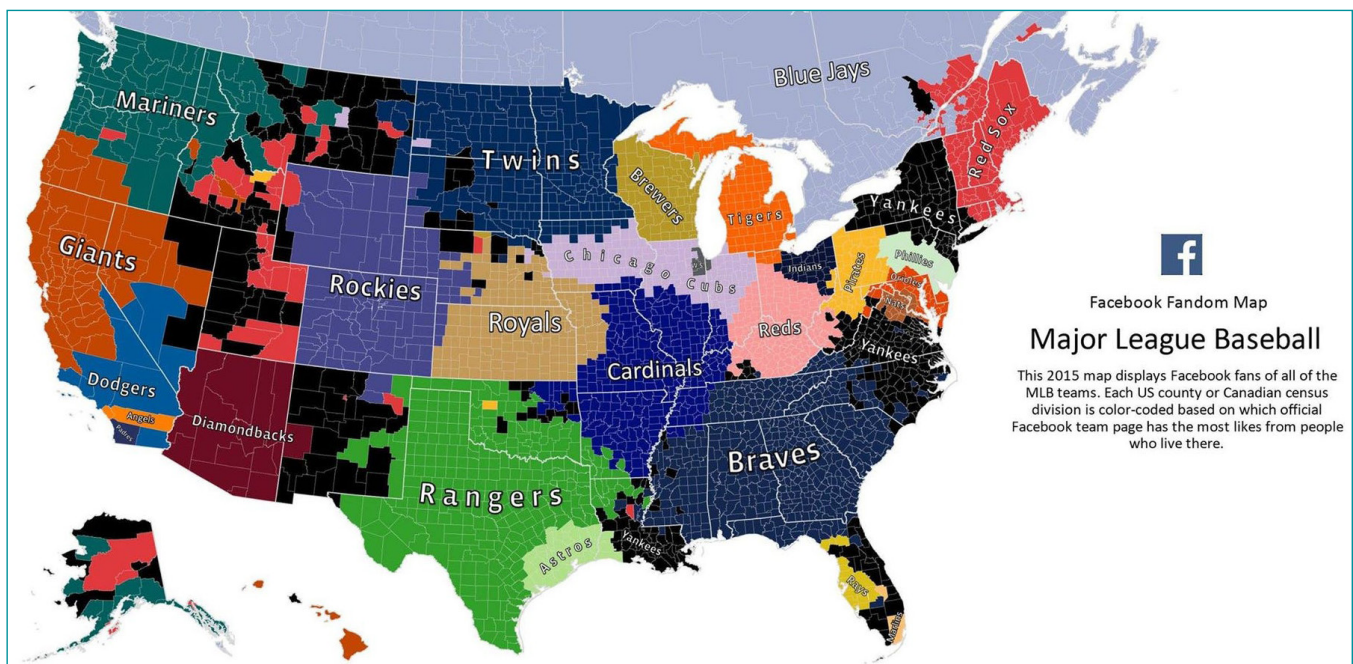 Blue Jays
Mariners
Twins
Red Sox
Brewers
Tigers
Yankees
Giants
Rockies
Chicago Cubs
Indians
Pirates
Phillies
Orioles
Nats
Royals
Reds
Yankees
Cardinals
Dodgers
Angels
Padres
Diamondbacks
Braves
Rangers
Astros
Yankees
Rays
Marlins
f
Facebook Fandom Map
Major League Baseball
This 2015 map displays Facebook fans of all of the
MLB teams. Each US county or Canadian census
division is color-coded based on which official
Facebook team page has the most likes from people
who live there.